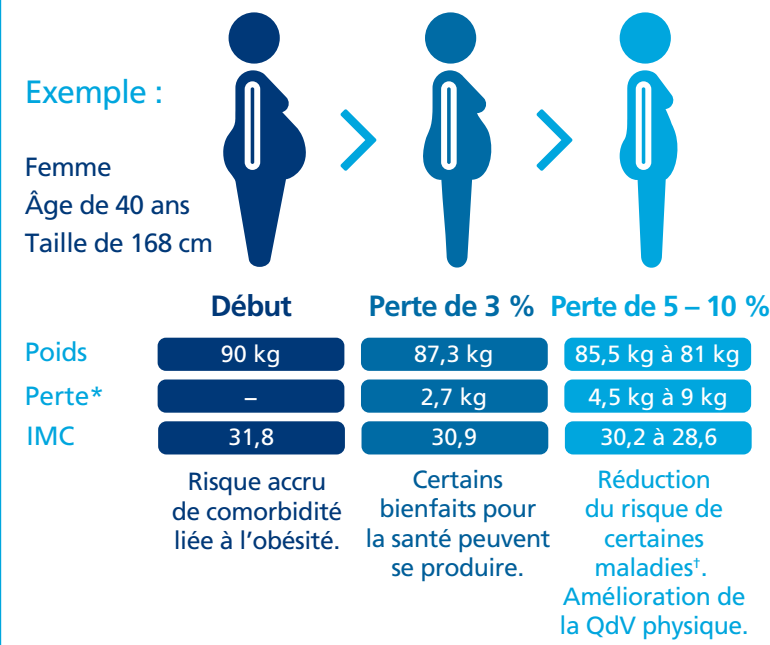 Exemple :
Femme
Âge de 40 ans
Taille de 168 cm
Début Perte de 3 % Perte de 5 – 10 %
Poids 90 kg 87,3 kg 85,5 kg à 81 kg
Perte* – 2,7 kg 4,5 kg à 9 kg
IMC 31,8 30,9 30,2 à 28,6
Risque accru
de comorbidité
liée à l’obésité.
Certains
bienfaits pour
la santé peuvent
se produire.
Réduction
du risque de
certaines
maladies†.
Amélioration de
la QdV physique.